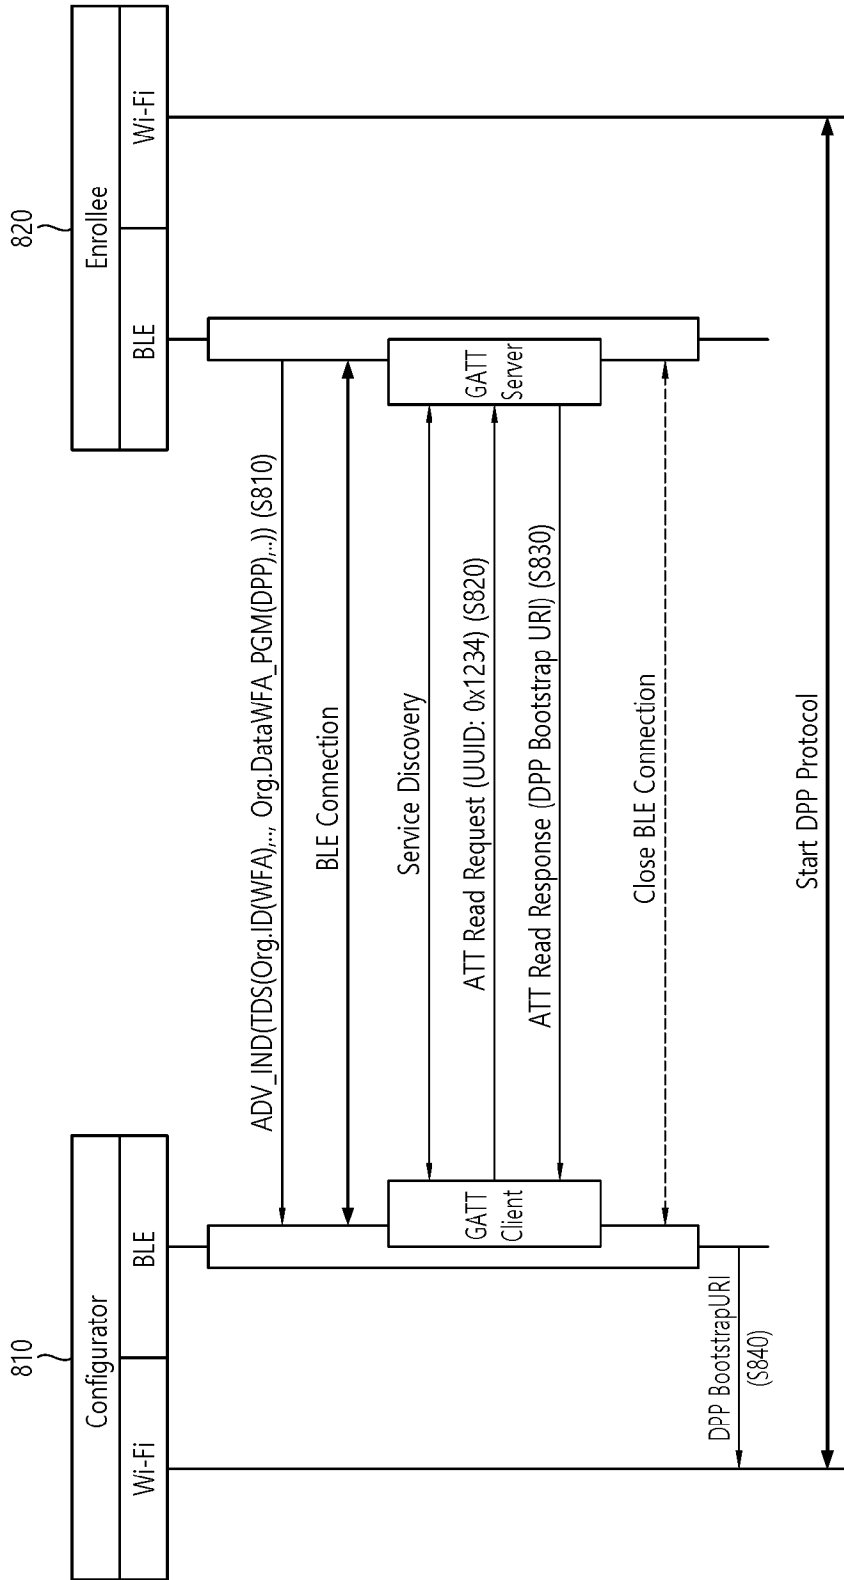 810
820
Configurator
Enrollee
Wi-Fi
BLE
BLE
Wi-Fi
ADV_IND(TDS(Org.ID(WFA),.., Org.DataWFA_PGM(DPP),..)) (S810)
BLE Connection
GATT
Client
GATT
Server
Service Discovery
ATT Read Request (UUID: 0x1234) (S820)
ATT Read Response (DPP Bootstrap URI) (S830)
Close BLE Connection
DPP BootstrapURI
(S840)
Start DPP Protocol